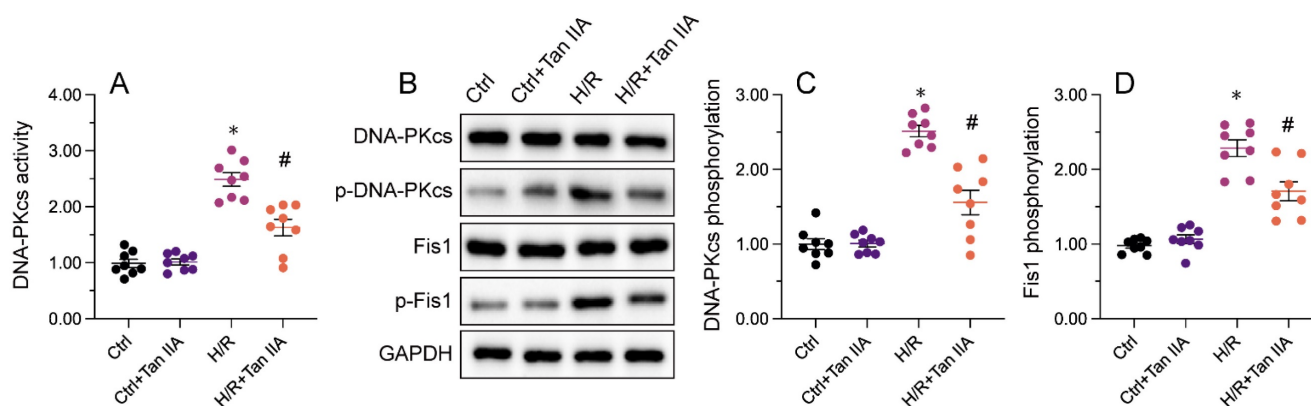 A
DNA-PKcs activity
4.00
3.00
2.00
1.00
0.00
*
#
Ctrl
Ctrl+Tan IIA
H/R
H/R+Tan IIA
B
Ctrl
Ctrl+Tan IIA
H/R
H/R+Tan IIA
DNA-PKcs
p-DNA-PKcs
Fis1
p-Fis1
GAPDH
C
DNA-PKcs phosphorylation
3.00
2.00
1.00
0.00
*
#
Ctrl
Ctrl+Tan IIA
H/R
H/R+Tan IIA
D
Fis1 phosphorylation
3.00
2.00
1.00
0.00
*
#
Ctrl
Ctrl+Tan IIA
H/R
H/R+Tan IIA